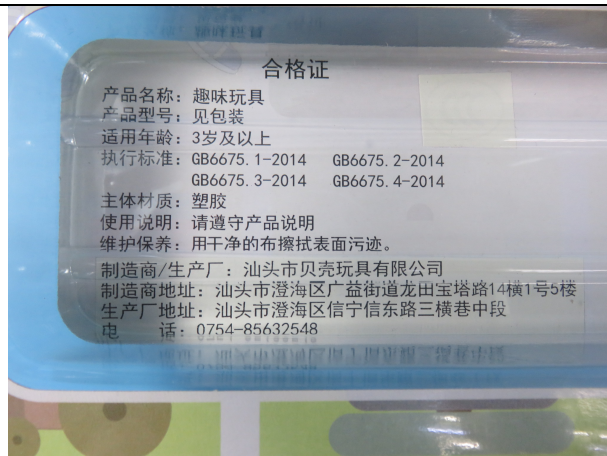 合格证
产品名称：趣味玩具
产品型号：见包装
适用年龄：3岁及以上
执行标准：GB6675.1-2014 GB6675.2-2014
GB6675.3-2014 GB6675.4-2014
主体材质：塑胶
使用说明：请遵守产品说明
维护保养：用干净的布擦拭表面污迹。
制造商/生产厂：汕头市贝壳玩具有限公司
制造商地址：汕头市澄海区广益街道龙田宝塔路14横1号5楼
生产厂地址：汕头市澄海区信宁信东路三横巷中段
电 话：0754-85632548